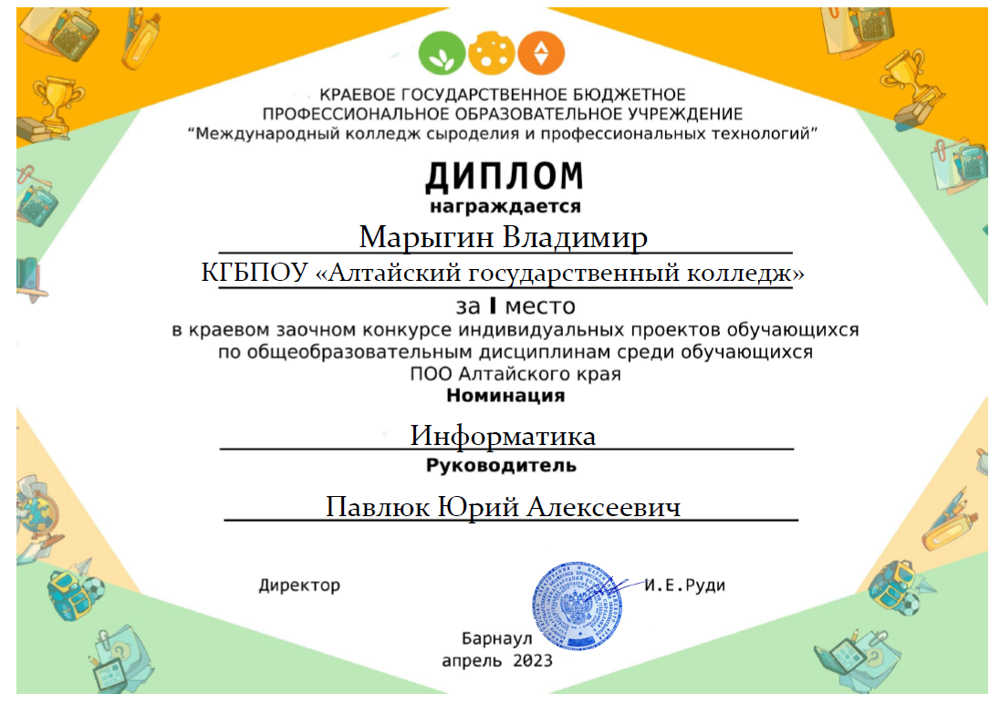 КРАЕВОЕ ГОСУДАРСТВЕННОЕ БЮДЖЕТНОЕ
ПРОФЕССИОНАЛЬНОЕ ОБРАЗОВАТЕЛЬНОЕ УЧРЕЖДЕНИЕ
“Международный колледж сыроделия и профессиональных технологий”
ДИПЛОМ
награждается
Марыгин Владимир
КГБПОУ «Алтайский государственный колледж»
за I место
в краевом заочном конкурсе индивидуальных проектов обучающихся
по общеобразовательным дисциплинам среди обучающихся
ПОО Алтайского края
Номинация
Информатика
Руководитель
Павлюк Юрий Алексеевич
Директор И.Е.Руди
Барнаул
апрель 2023